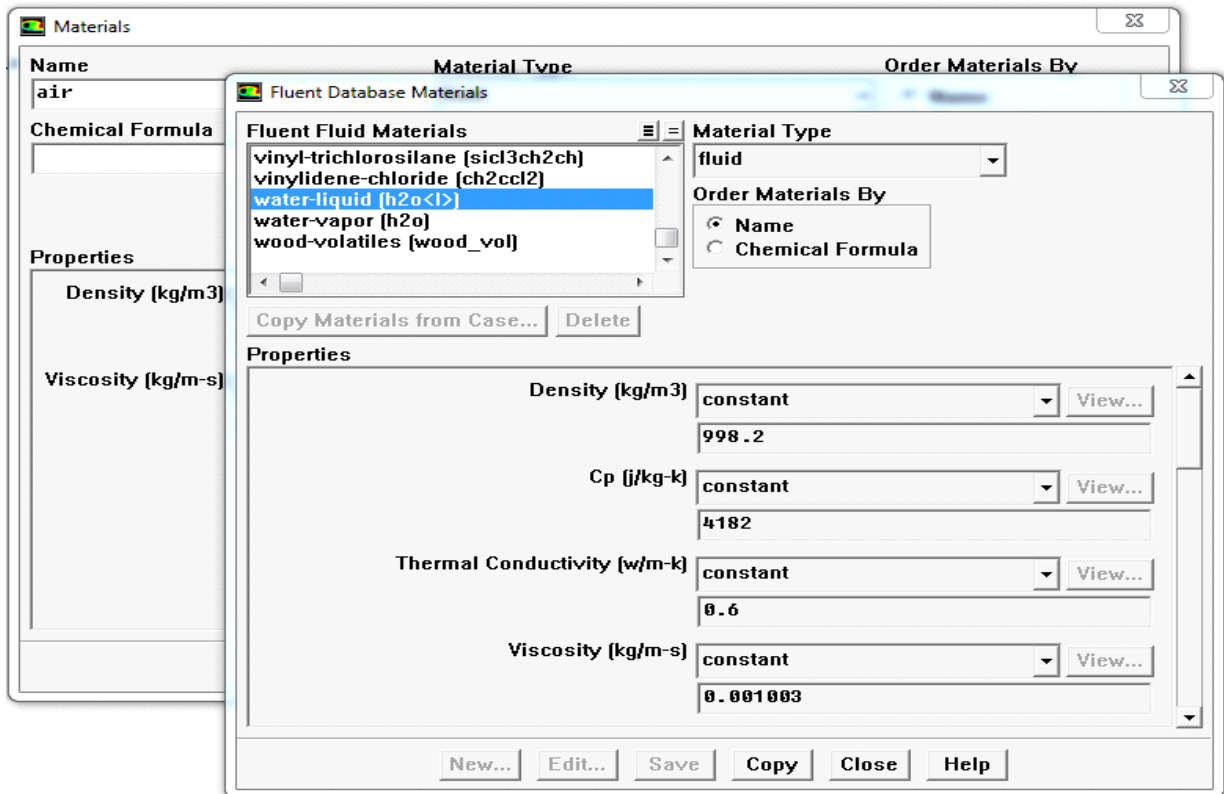 Materials
Name
Material Type
Order Materials By
air
Chemical Formula
Properties
Density (kg/m3)
Viscosity (kg/m-s)
Fluent Database Materials
Fluent Fluid Materials
vinyl-trichlorosilane (sicl3ch2ch)
vinylidene-chloride (ch2ccl2)
water-liquid (h2o<l>)
water-vapor (h2o)
wood-volatiles (wood_vol)
Material Type
fluid
Order Materials By
Name
Chemical Formula
Copy Materials from Case...
Delete
Properties
Density (kg/m3)
constant
View...
998.2
Cp (j/kg-k)
constant
View...
4182
Thermal Conductivity (w/m-k)
constant
View...
0.6
Viscosity (kg/m-s)
constant
View...
0.001003
New...
Edit...
Save
Copy
Close
Help